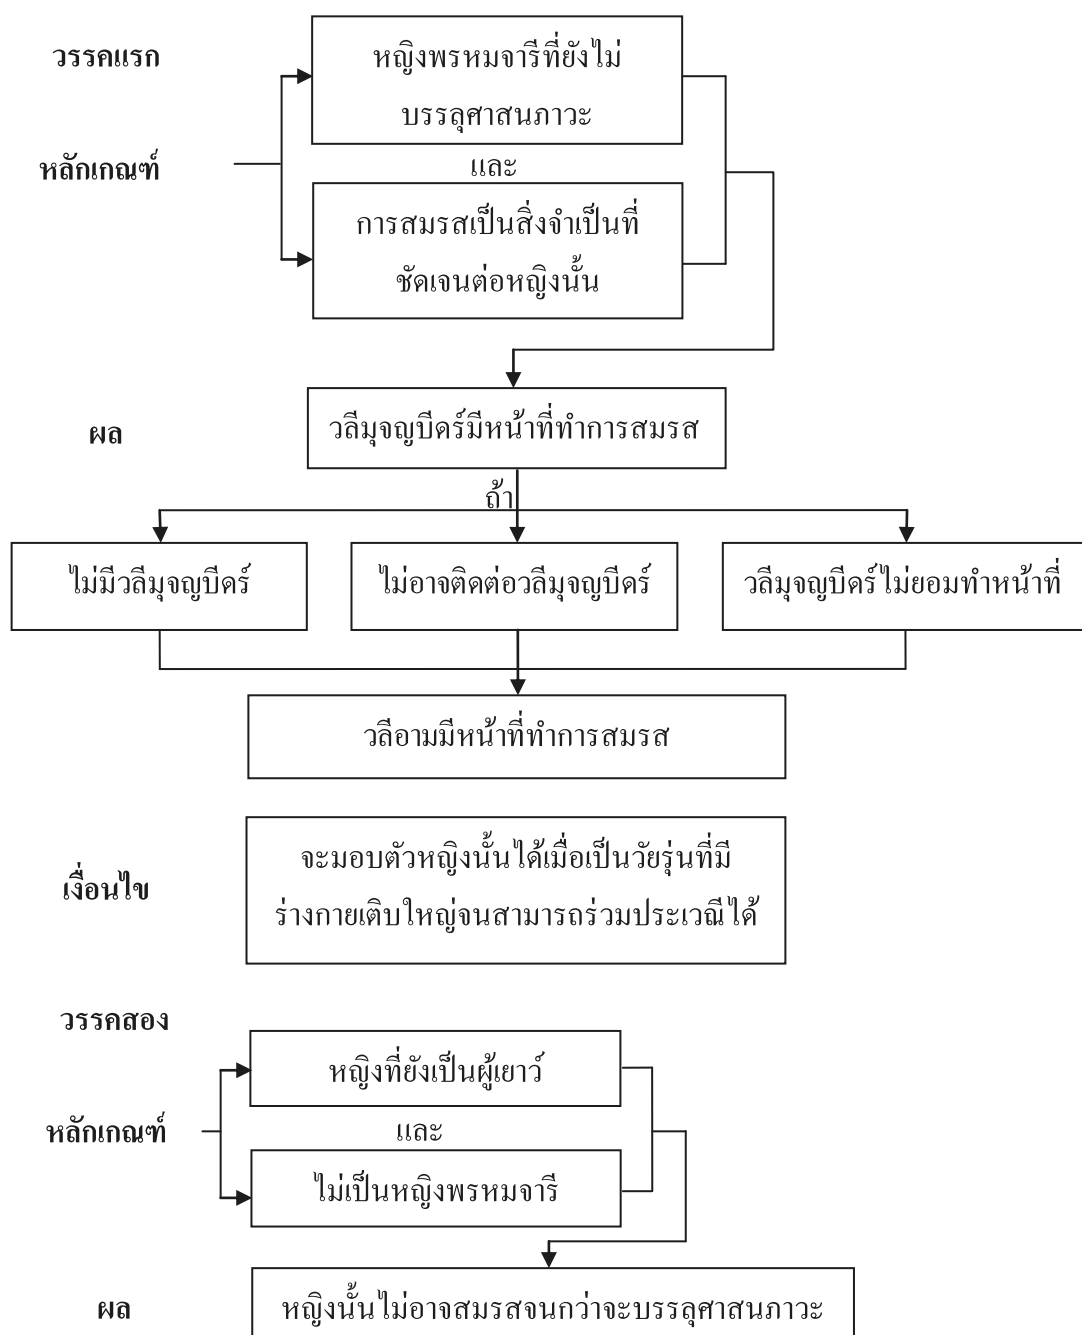 วรรคแรก
หญิงพรหมจารีที่ยังไม่
บรรลุศาสนภาวะ
หลักเกณฑ์
และ
การสมรสเป็นสิ่งจำเป็นที่
ชัดเจนต่อหญิงนั้น
ผล
วลีมุจญบีดร์มีหน้าที่ทำการสมรส
ถ้า
ไม่มีวลีมุจญบีดร์
ไม่อาจติดต่อวลีมุจญบีดร์
วลีมุจญบีดร์ไม่ยอมทำหน้าที่
วลีอามมีหน้าที่ทำการสมรส
เงื่อนไข
จะมอบตัวหญิงนั้นได้เมื่อเป็นวัยรุ่นที่มี
ร่างกายเติบใหญ่จนสามารถร่วมประเวณีได้
วรรคสอง
หญิงที่ยังเป็นผู้เยาว์
หลักเกณฑ์
และ
ไม่เป็นหญิงพรหมจารี
ผล
หญิงนั้นไม่อาจสมรสจนกว่าจะบรรลุศาสนภาวะ